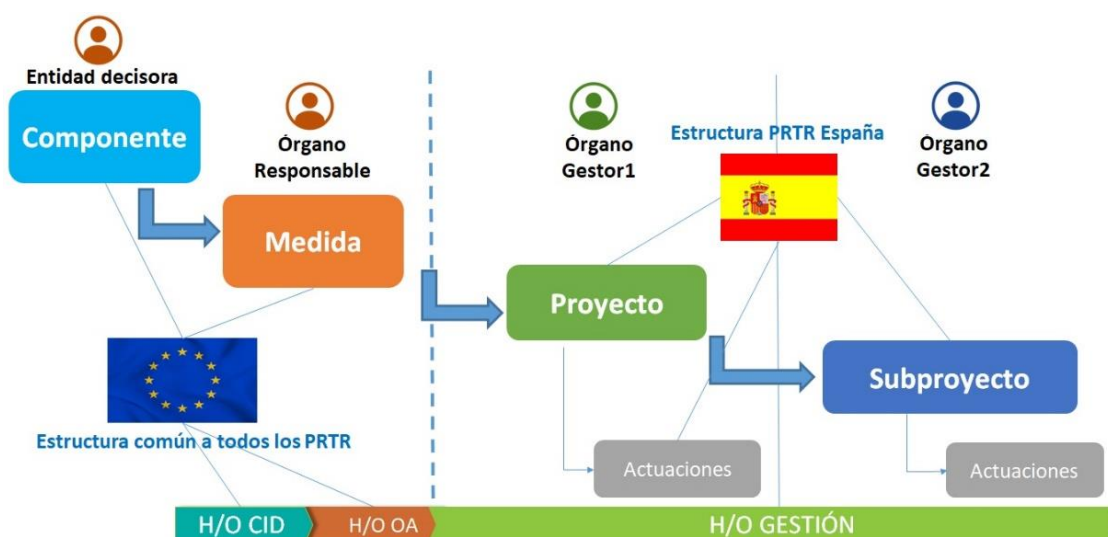 Entidad decisora
Componente
Órgano
Responsable
Medida
Estructura común a todos los PRTR
Órgano
Gestor1
Estructura PRTR España
Órgano
Gestor2
Proyecto
Subproyecto
Actuaciones
Actuaciones
H/O CID
H/O OA
H/O GESTIÓN